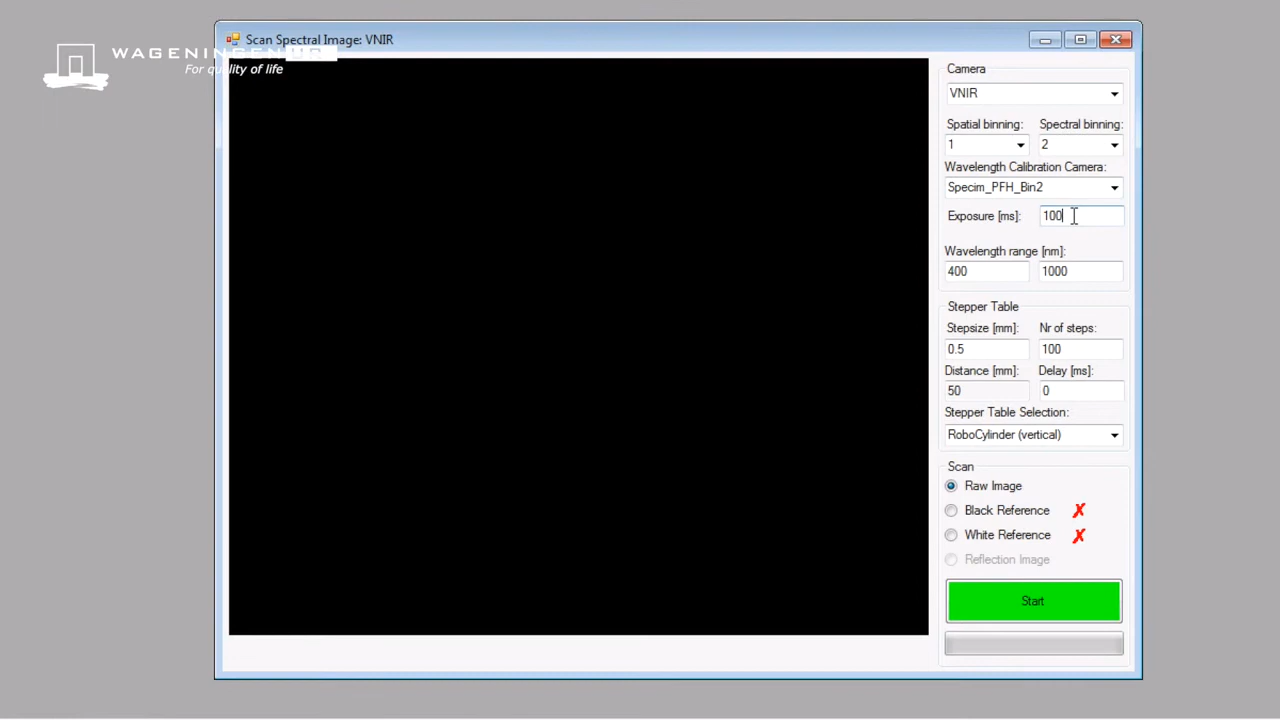 Scan Spectral Image: VNIR
WAGENINGEN
For quality of life
Camera
VNIR
Spatial binning: Spectral binning:
1 2
Wavelength Calibration Camera:
Specim_PFH_Bin2
Exposure [ms]: 100
Wavelength range [nm]:
400 1000
Stepper Table
Stepsize [mm]: Nr of steps:
0.5 100
Distance [mm]: Delay [ms]:
50 0
Stepper Table Selection:
RoboCylinder (vertical)
Scan
Raw Image
Black Reference ✗
White Reference ✗
Reflection Image
Start